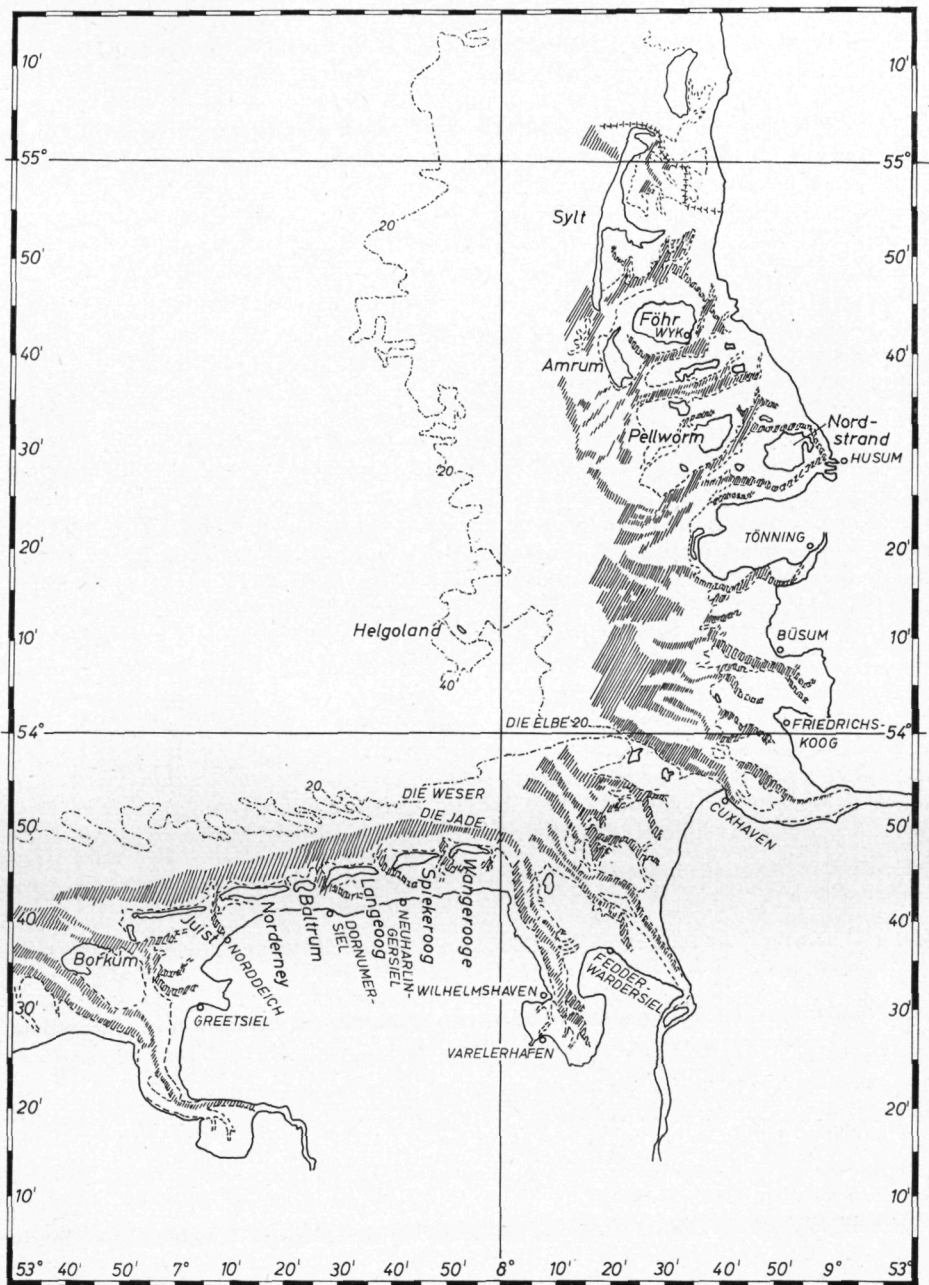 10'
10'
55°
55°
Sylt
20
50'
50'
Föhr
WYK
40'
Amrum
40'
Nord-
strand
Pellworm
30'
30'
20
HUSUM
20'
TÖNNING
20'
10'
Helgoland
10'
BÜSUM
40
DIE ELBE 20
FRIEDRICHS-
KOOG
54°
54°
DIE WESER
20
CUXHAVEN
50'
DIE JADE
50'
40'
Borkum
Juist
NORDDEICH
Norderney
Baltrum
DORNUMER-
SIEL
Langeoog
NEUHARLIN-
GERSIEL
Spiekeroog
Wangerooge
40'
FEDDER-
WARDERSIEL
WILHELMSHAVEN
30'
GREETSIEL
30'
VARELERHAFEN
20'
20'
10'
10'
53° 40' 50' 7° 10' 20' 30' 40' 50' 8° 10' 20' 30' 40' 50' 9° 53°